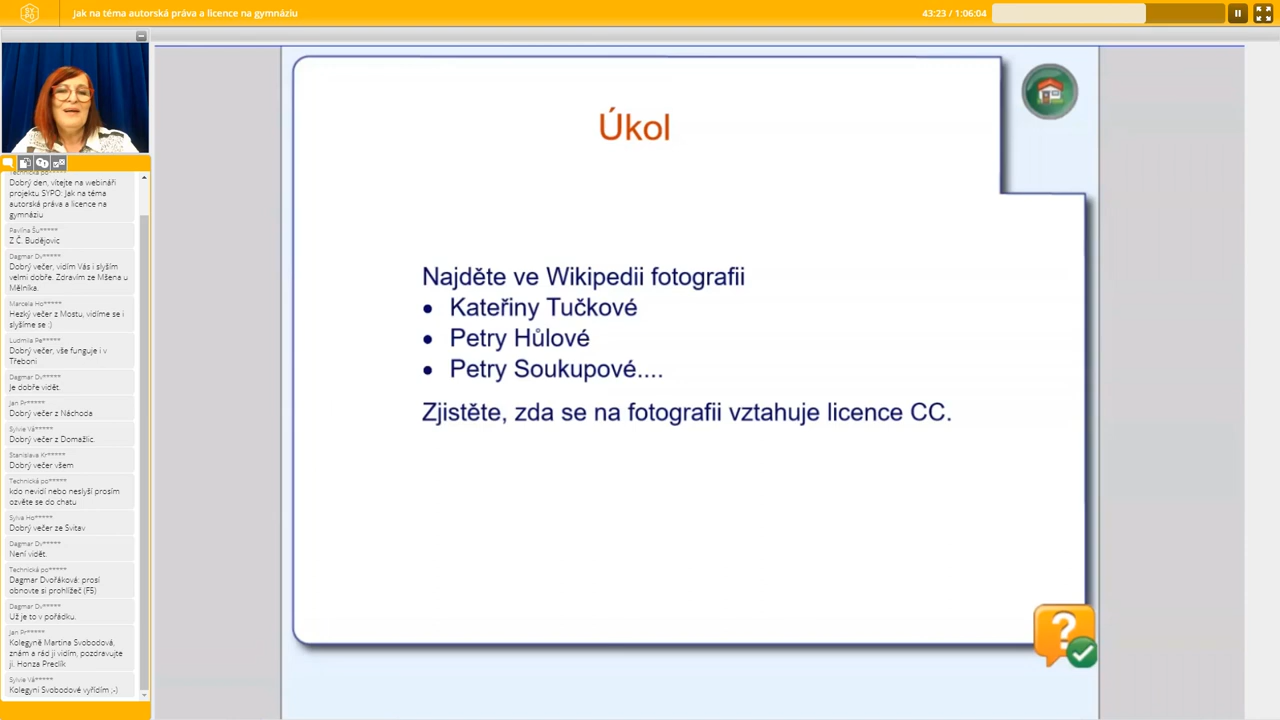 SYPO
Jak na téma autorská práva a licence na gymnáziu
43:23 / 1:06:04
Technická po*****
Dobrý den, vítejte na webináři
projektu SYPO: Jak na téma
autorská práva a licence na
gymnáziu
Pavlína Šu*****
Z Č. Budějovic
Dagmar Dv*****
Dobrý večer, vidím Vás i slyším
velmi dobře. Zdravím ze Mšena u
Mělníka.
Marcela Ho*****
Hezký večer z Mostu, vidíme se i
slyšíme se :)
Ludmila Pe*****
Dobrý večer, vše funguje i v
Třeboni
Dagmar Dv*****
Je dobře vidět.
Jan Pr*****
Dobrý večer z Náchoda
Sylvie Vá*****
Dobrý večer z Domažlic.
Stanislava Kr*****
Dobrý večer všem
Technická po*****
kdo nevidí nebo neslyší prosím
ozvěte se do chatu
Sylva Ho*****
Dobrý večer ze Svitav
Dagmar Dv*****
Není vidět.
Technická po*****
Dagmar Dvořáková: prosí
obnovte si prohlížeč (F5)
Dagmar Dv*****
Už je to v pořádku.
Jan Pr*****
Kolegyně Martina Svobodová,
znám a rád ji vidím, pozdravujte
ji. Honza Preclík
Sylvie Vá*****
Kolegyni Svobodové vyřídím ;-)
Úkol
Najděte ve Wikipedii fotografii
• Kateřiny Tučkové
• Petry Hůlové
• Petry Soukupové....
Zjistěte, zda se na fotografii vztahuje licence CC.